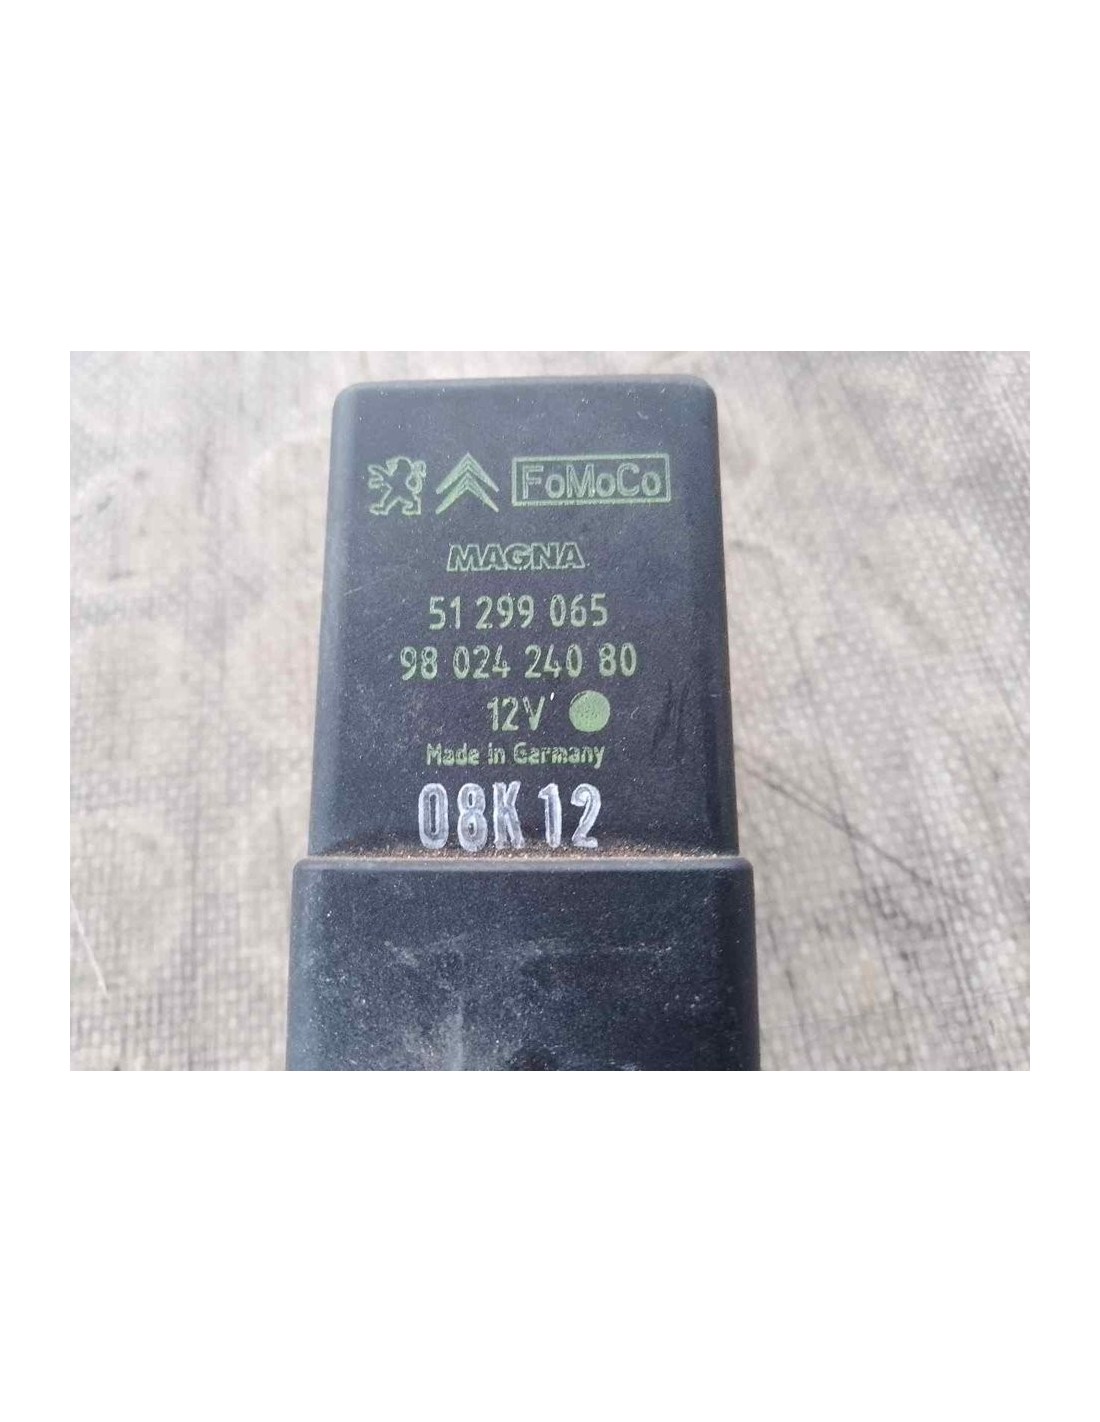 FoMoCo
MAGNA
51 299 065
98 024 240 80
12V
Made in Germany
08K12